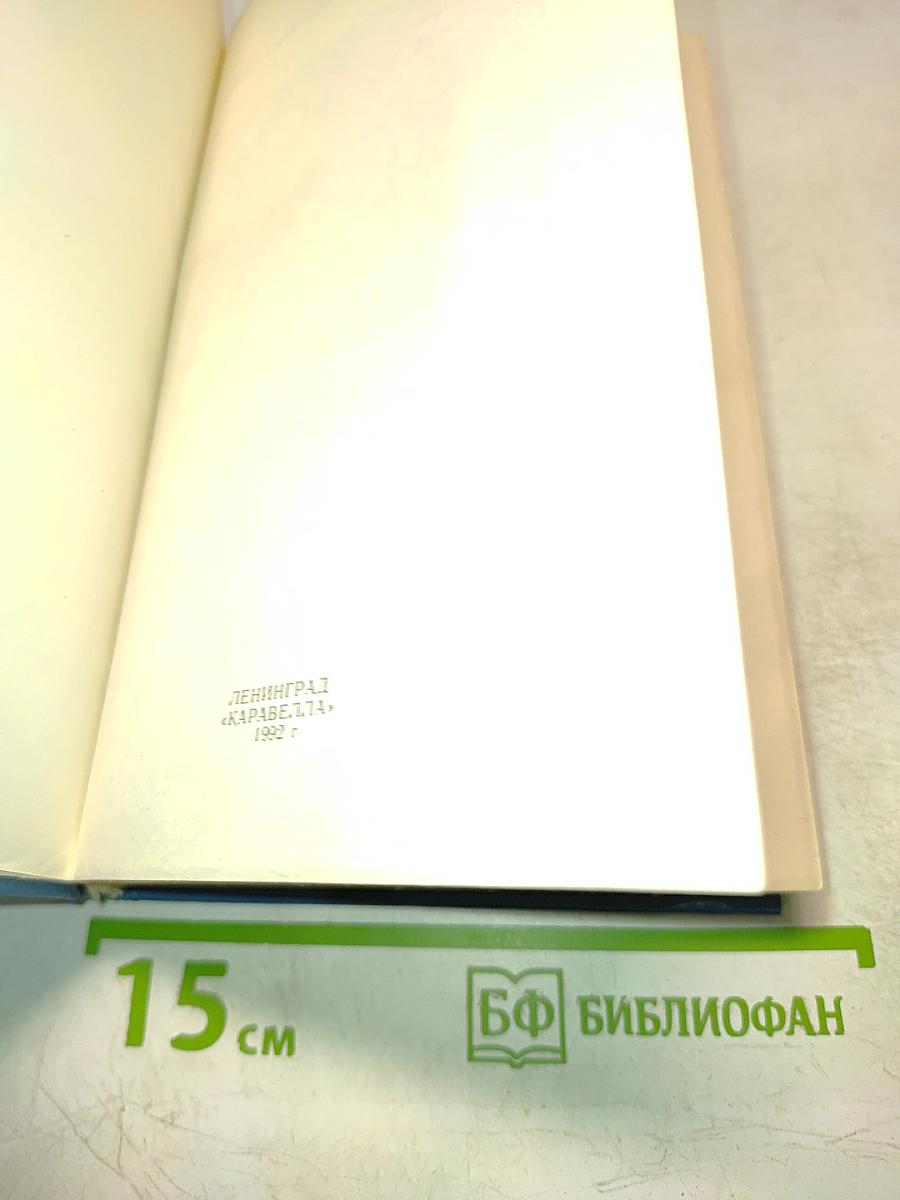 ЛЕНИНГРАД
«КАРАВЕЛЛА»
1992 г
15 см
БФ БИБЛИОФАН